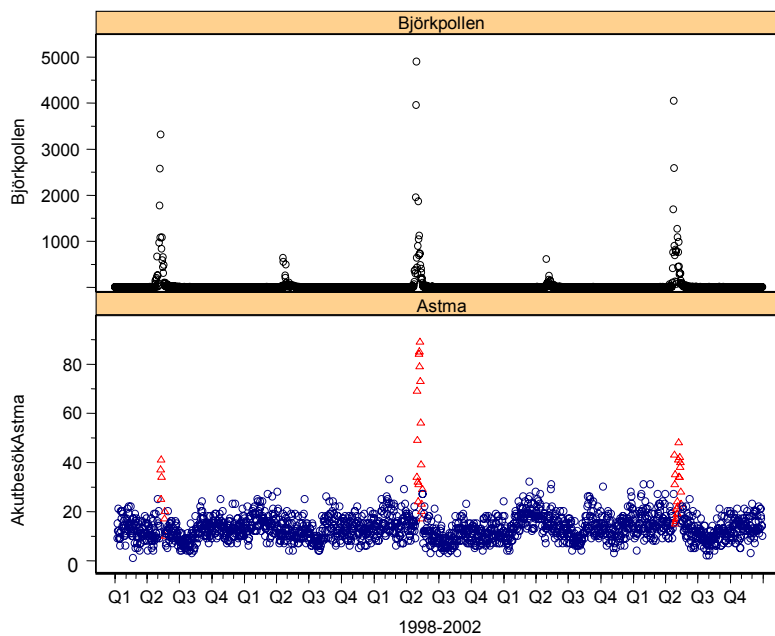 Björkpollen
5000
4000
3000
2000
1000
Björkpollen
Astma
80
60
40
20
0
AkutbesökAstma
Q1 Q2 Q3 Q4 Q1 Q2 Q3 Q4 Q1 Q2 Q3 Q4 Q1 Q2 Q3 Q4 Q1 Q2 Q3 Q4
1998-2002